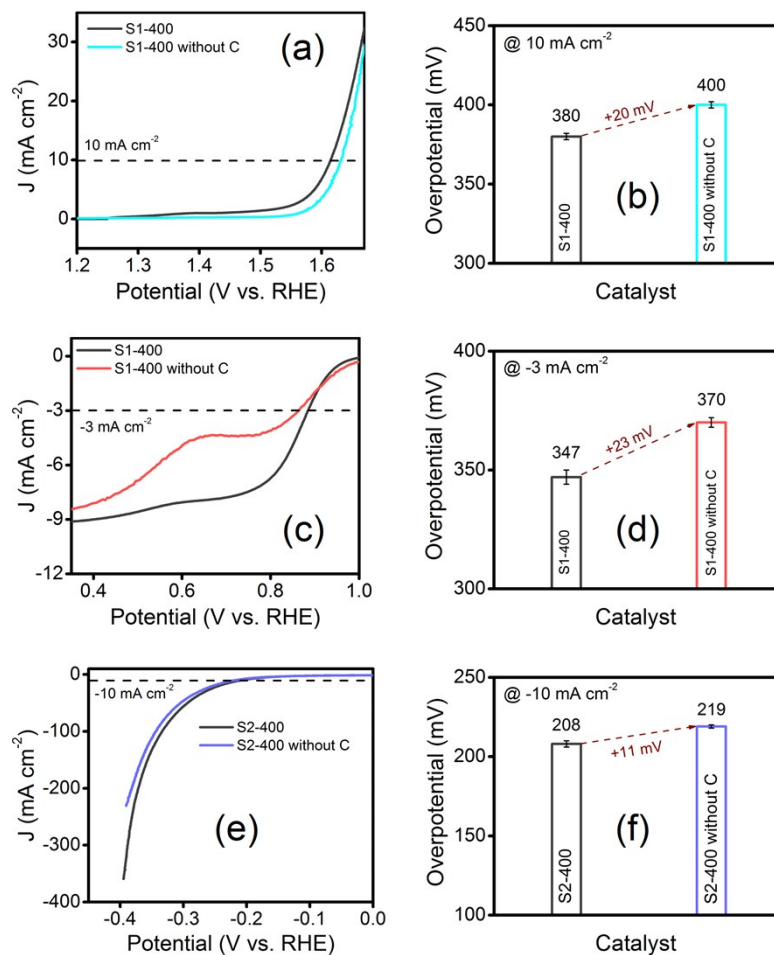 S1-400
S1-400 without C
(a)
10 mA cm-2
30
20
10
0
J (mA cm-2)
1.2 1.3 1.4 1.5 1.6
Potential (V vs. RHE)
@ 10 mA cm-2
450
400
350
300
Overpotential (mV)
380
+20 mV
400
S1-400
S1-400 without C
(b)
Catalyst
S1-400
S1-400 without C
-3 mA cm-2
0
-3
-6
-9
-12
J (mA cm-2)
(c)
0.4 0.6 0.8 1.0
Potential (V vs. RHE)
@ -3 mA cm-2
400
350
300
Overpotential (mV)
347
+23 mV
370
S1-400
S1-400 without C
(d)
Catalyst
-10 mA cm-2
0
-100
-200
-300
-400
J (mA cm-2)
S2-400
S2-400 without C
(e)
-0.4 -0.3 -0.2 -0.1 0.0
Potential (V vs. RHE)
@ -10 mA cm-2
250
200
150
100
Overpotential (mV)
208
+11 mV
219
S2-400
S2-400 without C
(f)
Catalyst